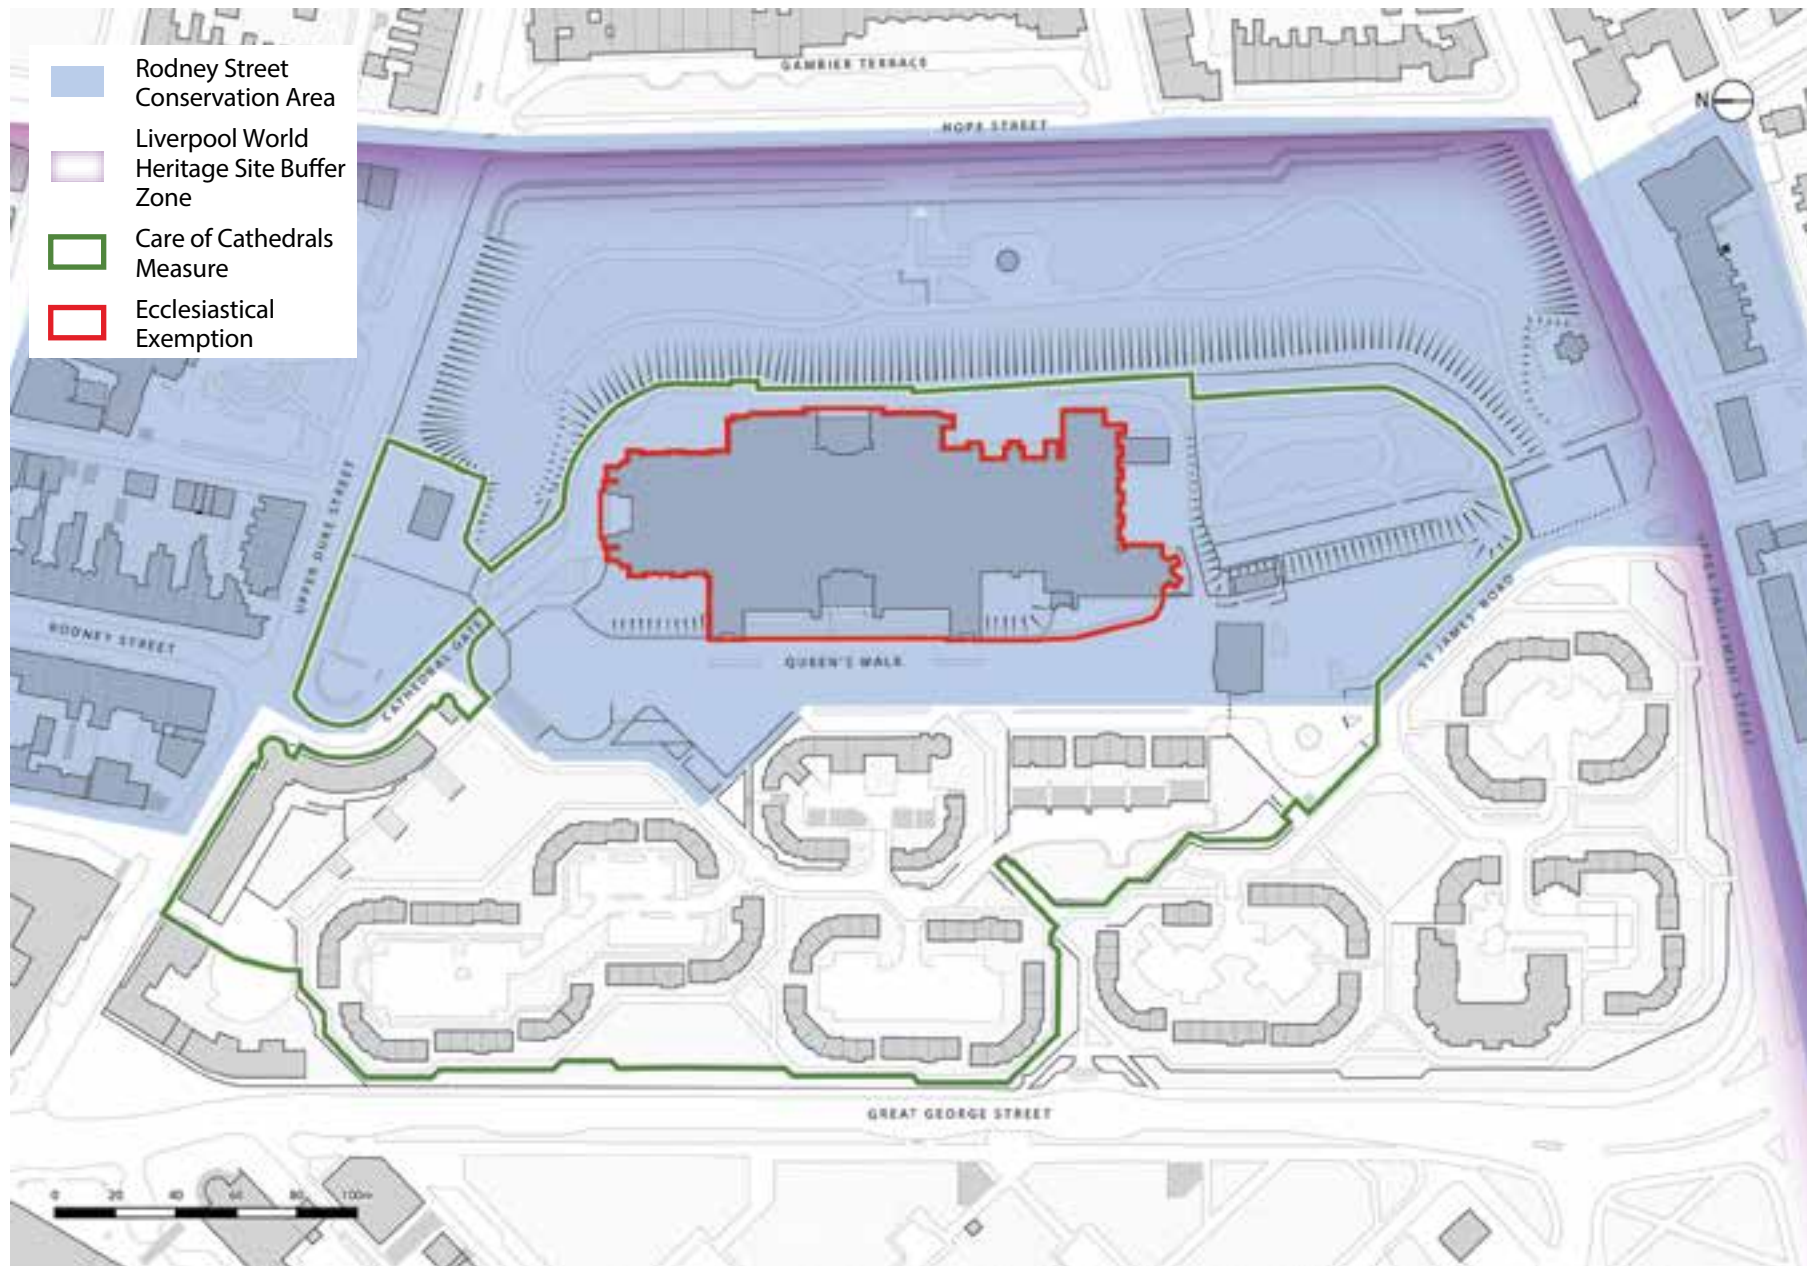 Rodney Street
Conservation Area
Liverpool World
Heritage Site Buffer
Zone
Care of Cathedrals
Measure
Ecclesiastical
Exemption
GAMBIER TERRACE
N
HOPE STREET
UPPER DUKE STREET
RODNEY STREET
CATHEDRAL GATE
QUEEN'S WALK
ST JAMES' ROAD
UPPER PARLIAMENT STREET
GREAT GEORGE STREET
0 20 40 60 80 100m